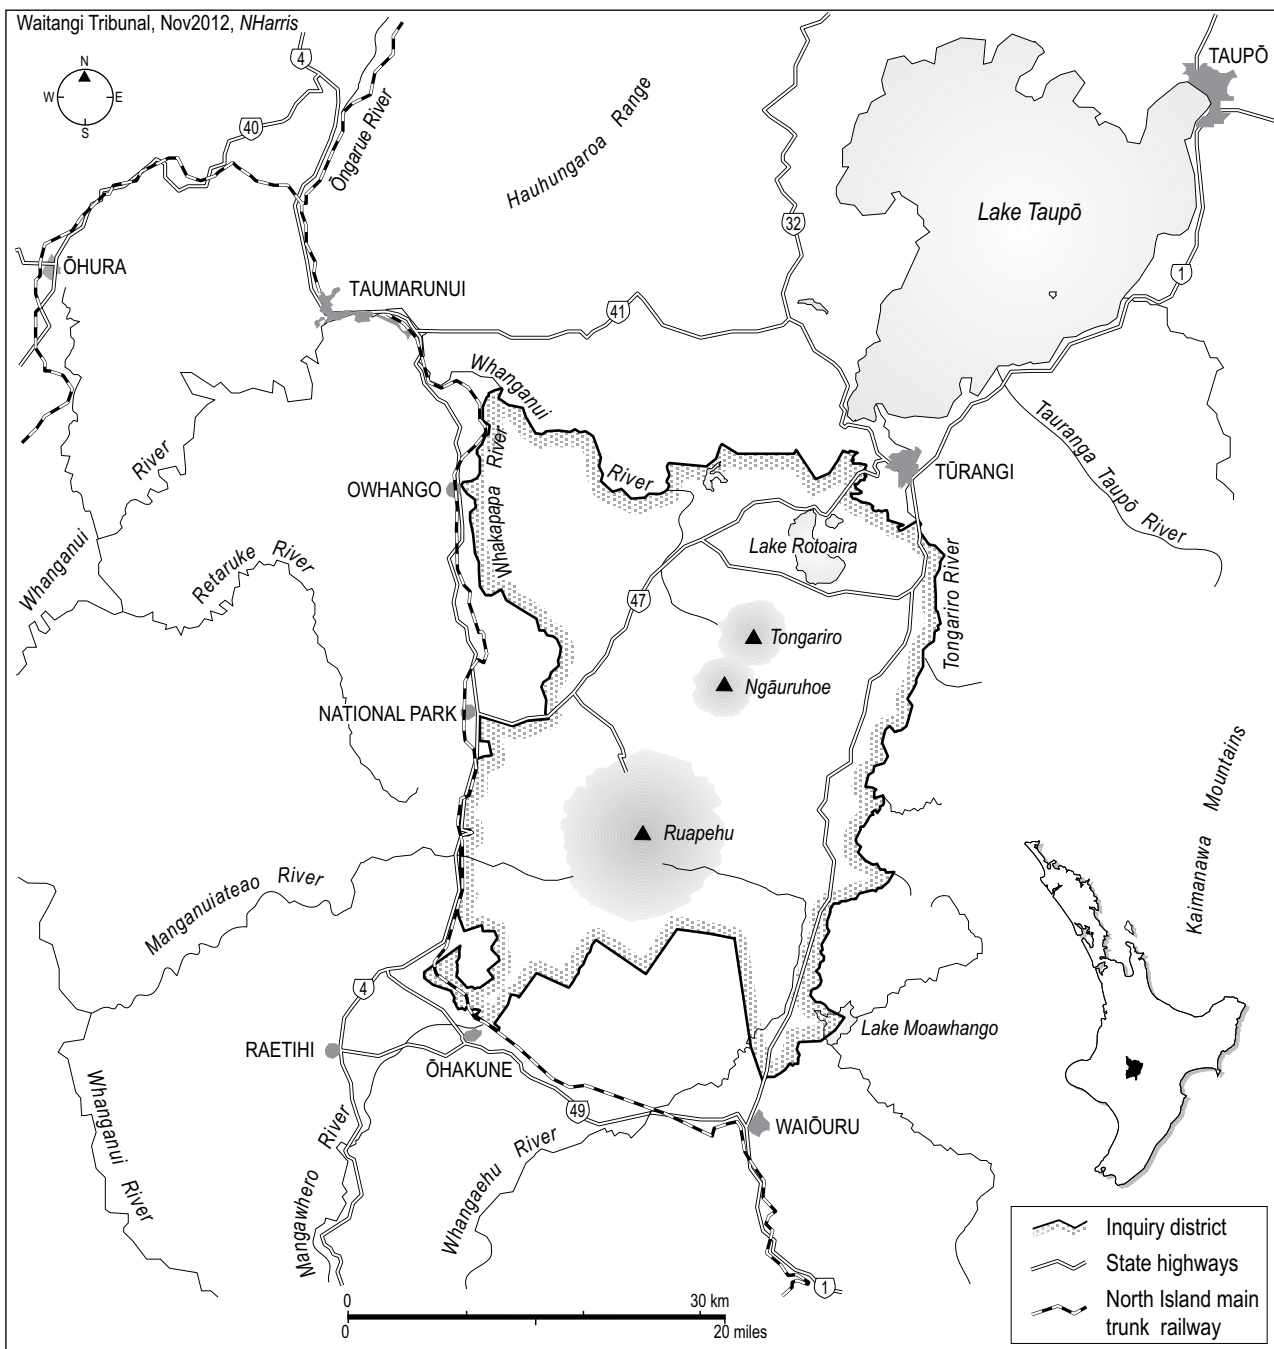 Waitangi Tribunal, Nov2012, NHarris
N
W
E
S
4
40
Ōngarue River
Hauhungaroa Range
32
TAUPŌ
Lake Taupō
1
ŌHURA
TAUMARUNUI
41
Whanganui
River
Whakapapa River
River
OWHANGO
TŪRANGI
Tauranga Taupō River
Lake Rotoaira
Whanganui
Retaruke River
47
Tongariro River
Tongariro
Ngāuruhoe
NATIONAL PARK
Ruapehu
Kaimanawa Mountains
Manganuiateao River
4
Lake Moawhango
RAETIHI
ŌHAKUNE
49
WAIŌURU
Whanganui River
Mangawhero River
Whangaehu River
1
0
30 km
0
20 miles
Inquiry district
State highways
North Island main
trunk railway